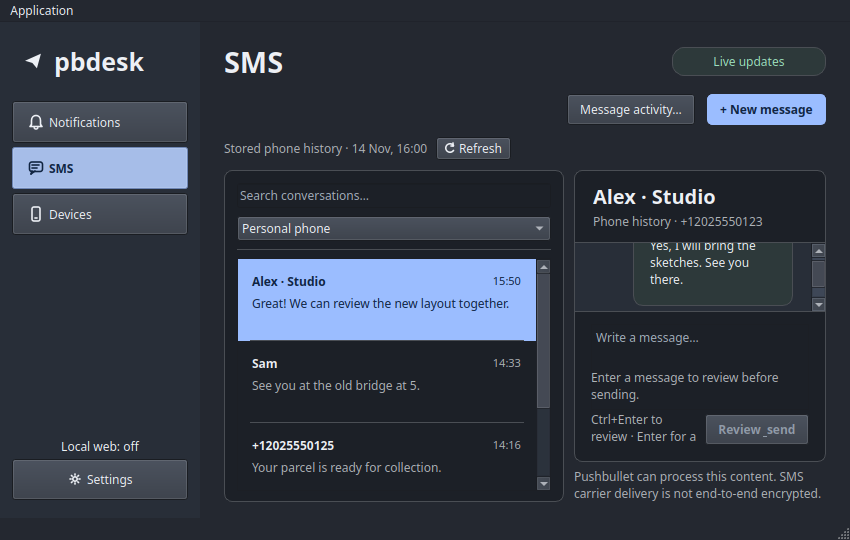 Application
pbdesk
Notifications
SMS
Devices
Local web: off
Settings
SMS
Live updates
Message activity...
+ New message
Stored phone history · 14 Nov, 16:00
Refresh
Search conversations...
Personal phone
Alex · Studio
15:50
Great! We can review the new layout together.
Sam
14:33
See you at the old bridge at 5.
+12025550125
14:16
Your parcel is ready for collection.
Alex · Studio
Phone history · +12025550123
Yes, I will bring the
sketches. See you
there.
Write a message...
Enter a message to review before
sending.
Ctrl+Enter to
review · Enter for a
Review_send
Pushbullet can process this content. SMS
carrier delivery is not end-to-end encrypted.